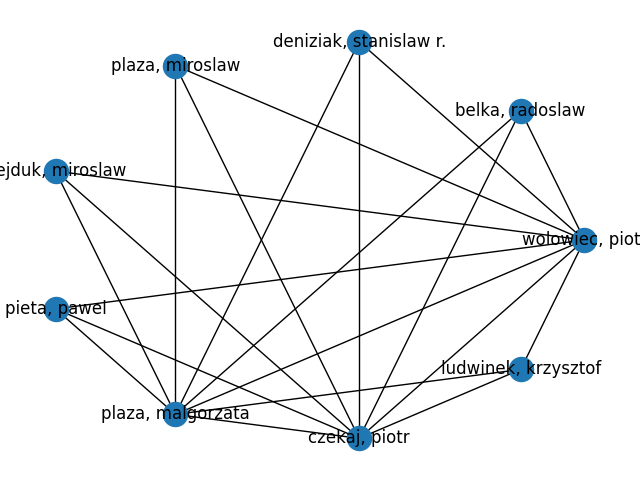 deniziak, stanislaw r.
plaza, miroslaw
belka, radoslaw
ejduk, miroslaw
wolowiec, piot
pieta, pawel
ludwinek, krzysztof
plaza, malgorzata
czekaj, piotr